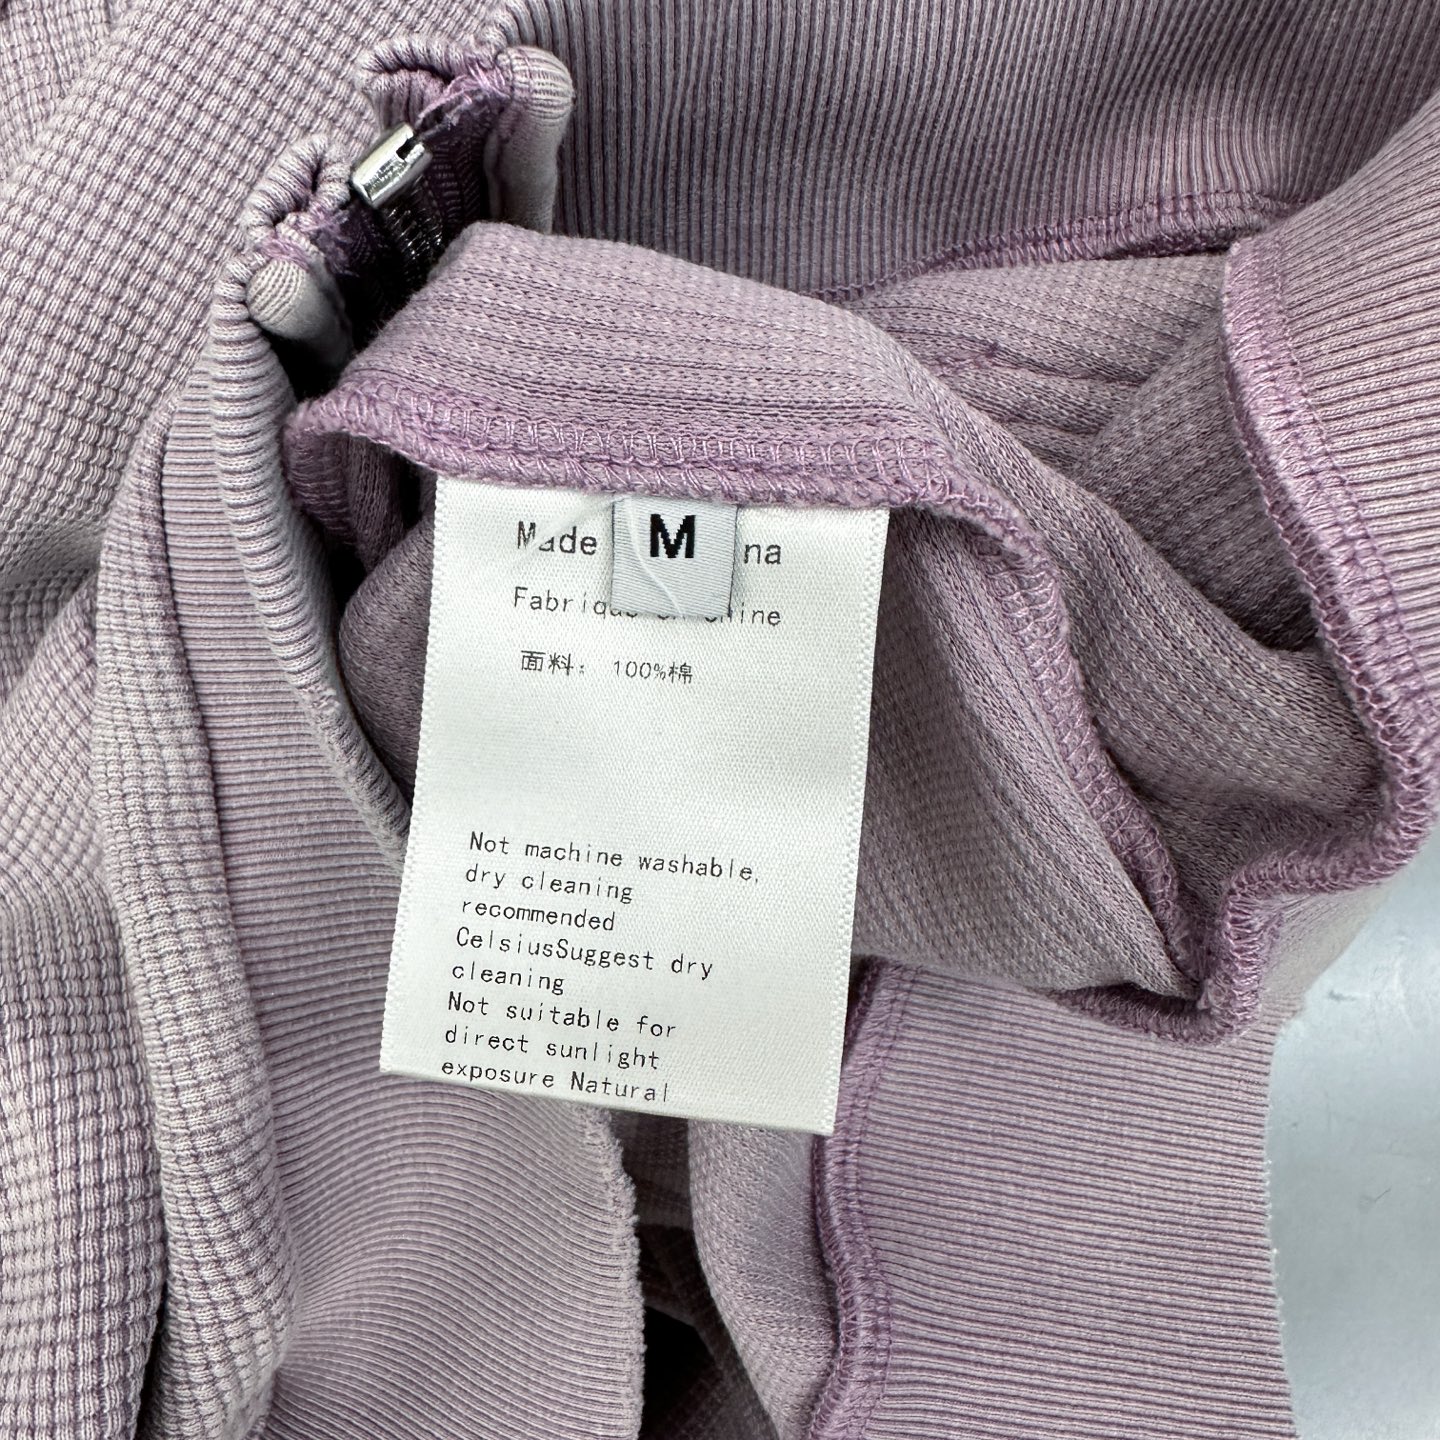 Made
M
na
面料: 100%棉
Not machine washable,
dry cleaning
recommended
CelsiusSuggest dry
cleaning
Not suitable for
direct sunlight
exposure Natural